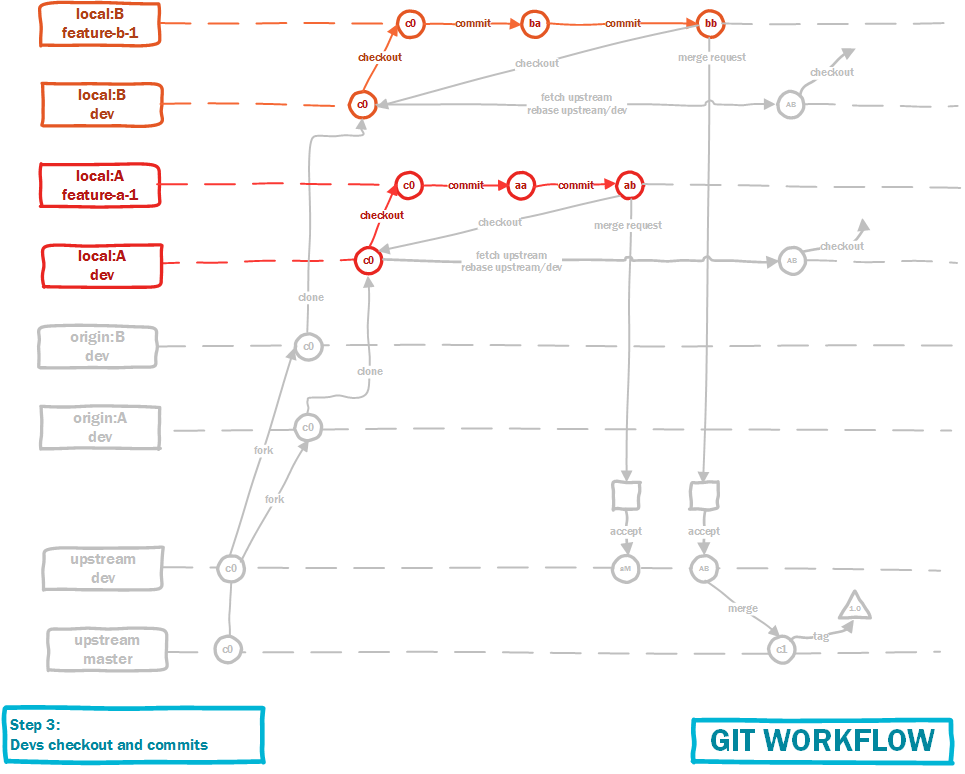 local:B
feature-b-1
c0
commit
ba
commit
bb
checkout
checkout
merge request
local:B
dev
c0
fetch upstream
rebase upstream/dev
AB
checkout
local:A
feature-a-1
c0
commit
aa
commit
ab
checkout
checkout
merge request
local:A
dev
c0
fetch upstream
rebase upstream/dev
AB
checkout
clone
origin:B
dev
c0
clone
origin:A
dev
c0
fork
fork
accept
accept
upstream
dev
c0
aM
AB
merge
1.0
tag
upstream
master
c0
c1
Step 3:
Devs checkout and commits
GIT WORKFLOW